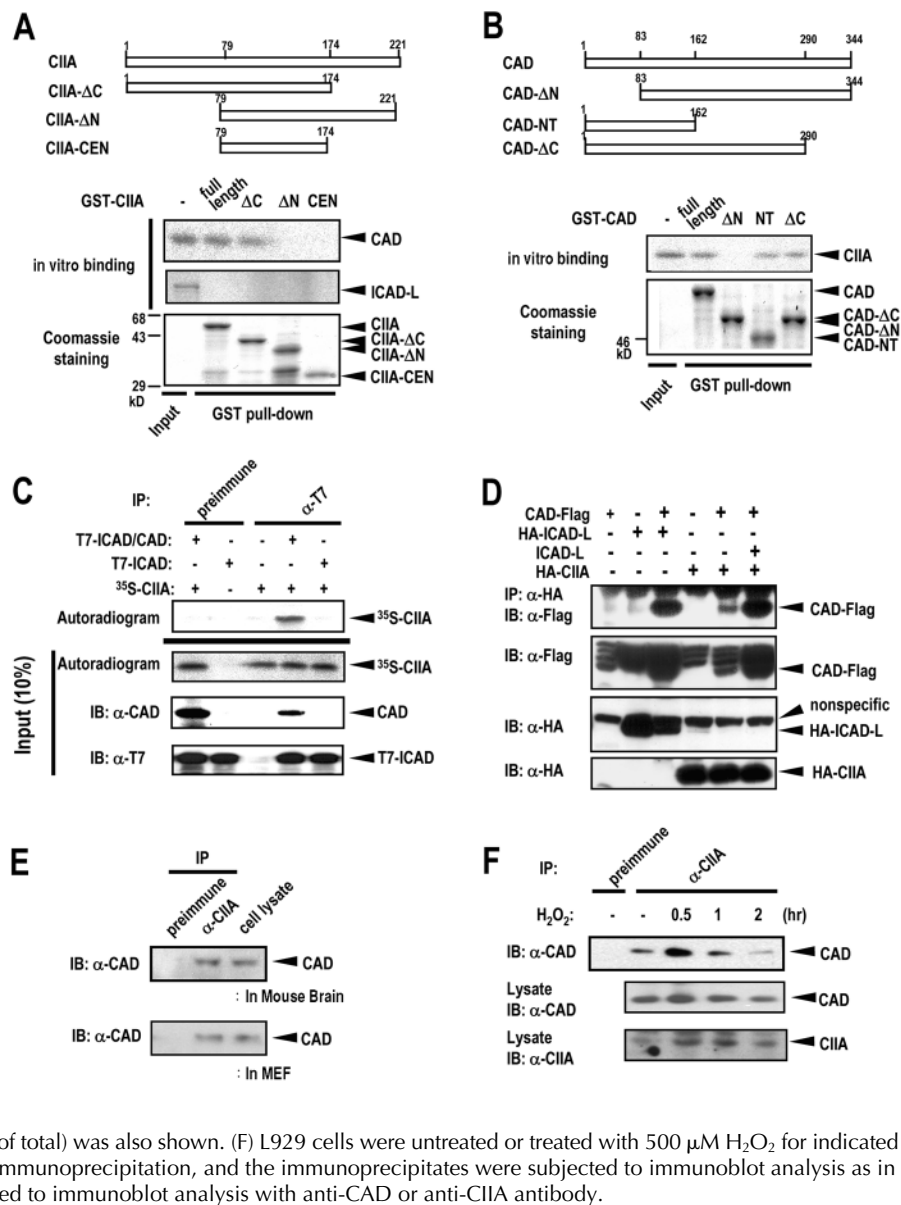 A
1 79 174 221
CIIA
1 174
CIIA-ΔC
79 221
CIIA-ΔN
79 174
CIIA-CEN
GST-CIIA - full length ΔC ΔN CEN
in vitro binding
CAD
ICAD-L
Coomassie staining
68
43
29
kD
CIIA
CIIA-ΔC
CIIA-ΔN
CIIA-CEN
Input GST pull-down
B
1 83 162 290 344
CAD
83 344
CAD-ΔN
1 162
CAD-NT
1 290
CAD-ΔC
GST-CAD - full length ΔN NT ΔC
in vitro binding
CIIA
Coomassie staining
46
kD
CAD
CAD-ΔC
CAD-ΔN
CAD-NT
Input GST pull-down
C
IP: preimmune α-T7
T7-ICAD/CAD: + - - + -
T7-ICAD: - + - - +
³⁵S-CIIA: + - + + +
Autoradiogram ³⁵S-CIIA
Input (10%)
Autoradiogram ³⁵S-CIIA
IB: α-CAD CAD
IB: α-T7 T7-ICAD
D
CAD-Flag + - + - + +
HA-ICAD-L - + + - - -
ICAD-L - - - - - +
HA-CIIA - - - + + +
IP: α-HA
IB: α-Flag CAD-Flag
IB: α-Flag CAD-Flag
nonspecific
IB: α-HA HA-ICAD-L
IB: α-HA HA-CIIA
E
IP
preimmune α-CIIA cell lysate
IB: α-CAD CAD
: In Mouse Brain
IB: α-CAD CAD
: In MEF
F
IP: preimmune α-CIIA
H₂O₂: - - 0.5 1 2 (hr)
IB: α-CAD CAD
Lysate
IB: α-CAD CAD
Lysate
IB: α-CIIA CIIA
of total) was also shown. (F) L929 cells were untreated or treated with 500 μM H₂O₂ for indicated
mmunoprecipitation, and the immunoprecipitates were subjected to immunoblot analysis as in
ed to immunoblot analysis with anti-CAD or anti-CIIA antibody.